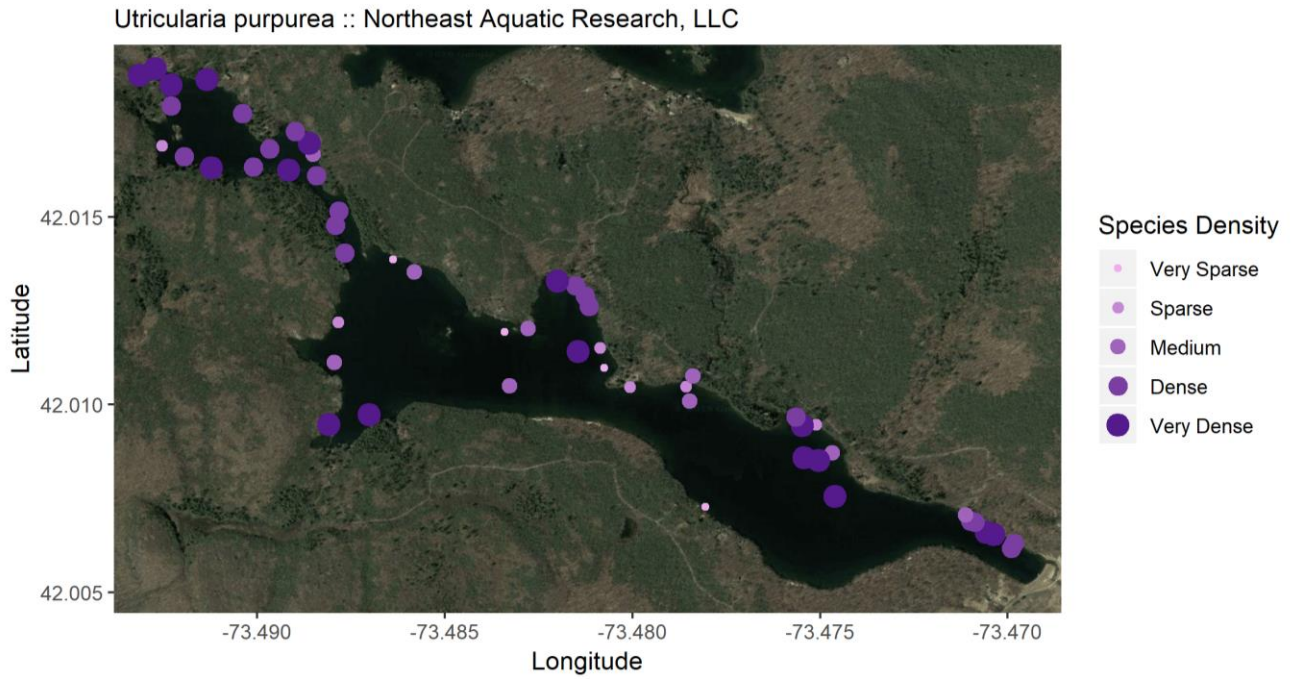 Utricularia purpurea :: Northeast Aquatic Research, LLC
Latitude
42.015
42.010
42.005
-73.490
-73.485
-73.480
-73.475
-73.470
Longitude
Species Density
Very Sparse
Sparse
Medium
Dense
Very Dense